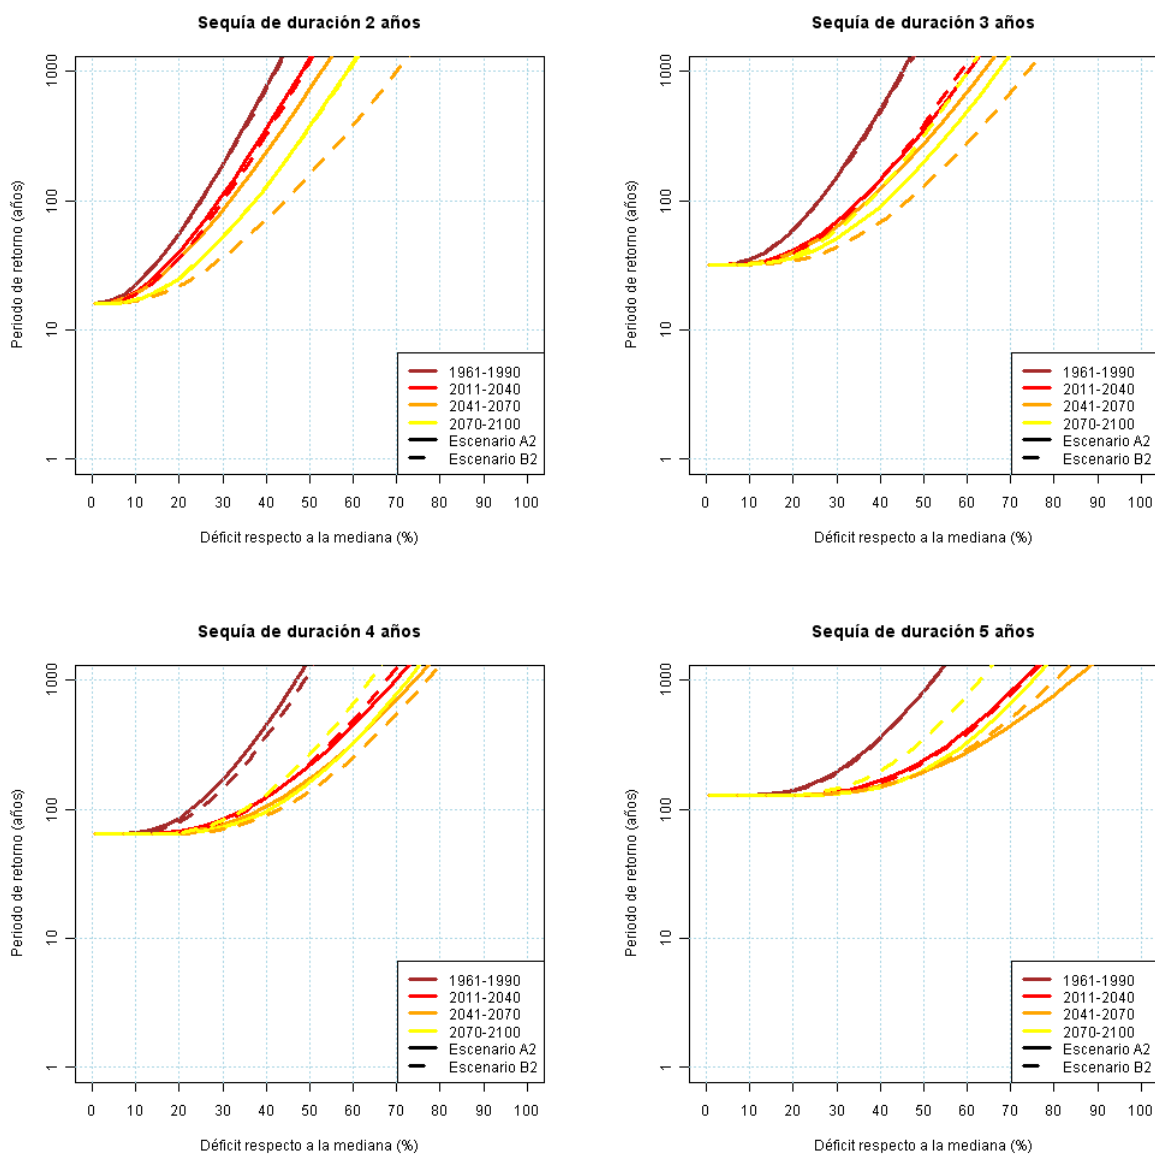 Sequía de duración 2 años
Periodo de retorno (años)
1000
100
10
1
1961-1990
2011-2040
2041-2070
2070-2100
Escenario A2
Escenario B2
0 10 20 30 40 50 60 70 80 90 100
Déficit respecto a la mediana (%)
Sequía de duración 3 años
Periodo de retorno (años)
1000
100
10
1
1961-1990
2011-2040
2041-2070
2070-2100
Escenario A2
Escenario B2
0 10 20 30 40 50 60 70 80 90 100
Déficit respecto a la mediana (%)
Sequía de duración 4 años
Periodo de retorno (años)
1000
100
10
1
1961-1990
2011-2040
2041-2070
2070-2100
Escenario A2
Escenario B2
0 10 20 30 40 50 60 70 80 90 100
Déficit respecto a la mediana (%)
Sequía de duración 5 años
Periodo de retorno (años)
1000
100
10
1
1961-1990
2011-2040
2041-2070
2070-2100
Escenario A2
Escenario B2
0 10 20 30 40 50 60 70 80 90 100
Déficit respecto a la mediana (%)